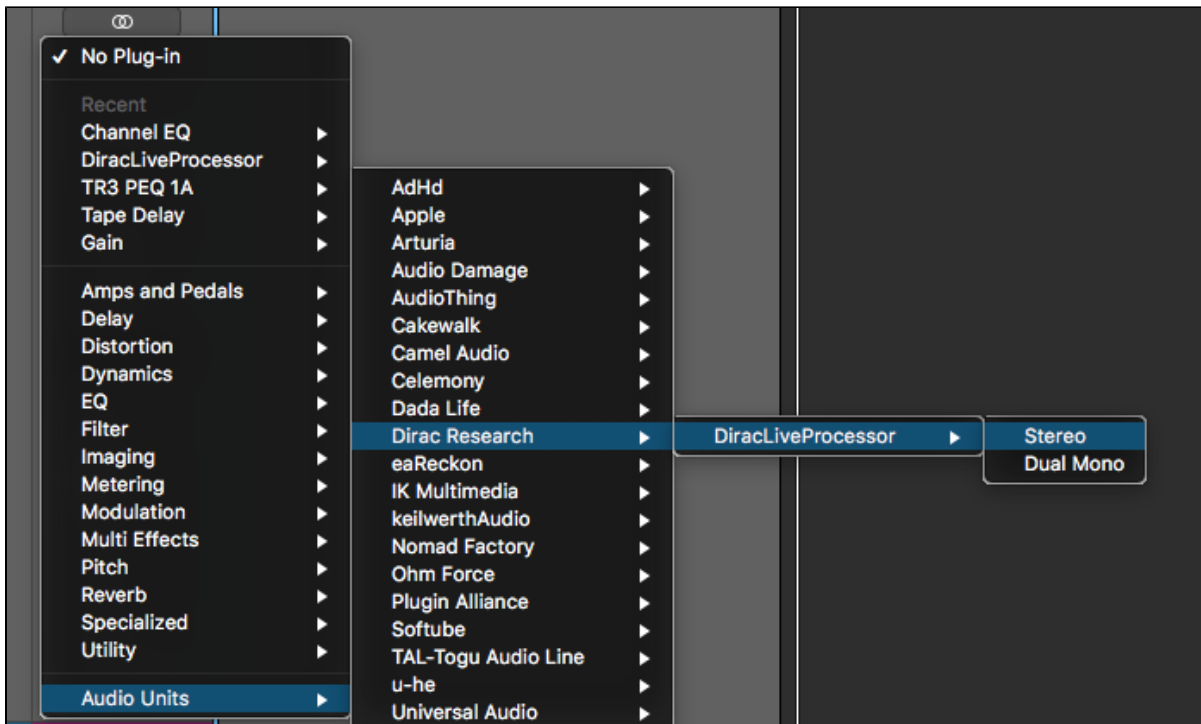 No Plug-in
Recent
Channel EQ
DiracLiveProcessor
TR3 PEQ 1A
Tape Delay
Gain
Amps and Pedals
Delay
Distortion
Dynamics
EQ
Filter
Imaging
Metering
Modulation
Multi Effects
Pitch
Reverb
Specialized
Utility
Audio Units
AdHd
Apple
Arturia
Audio Damage
AudioThing
Cakewalk
Camel Audio
Celemony
Dada Life
Dirac Research
eaReckon
IK Multimedia
keilwerthAudio
Nomad Factory
Ohm Force
Plugin Alliance
Softube
TAL-Togu Audio Line
u-he
Universal Audio
DiracLiveProcessor
Stereo
Dual Mono